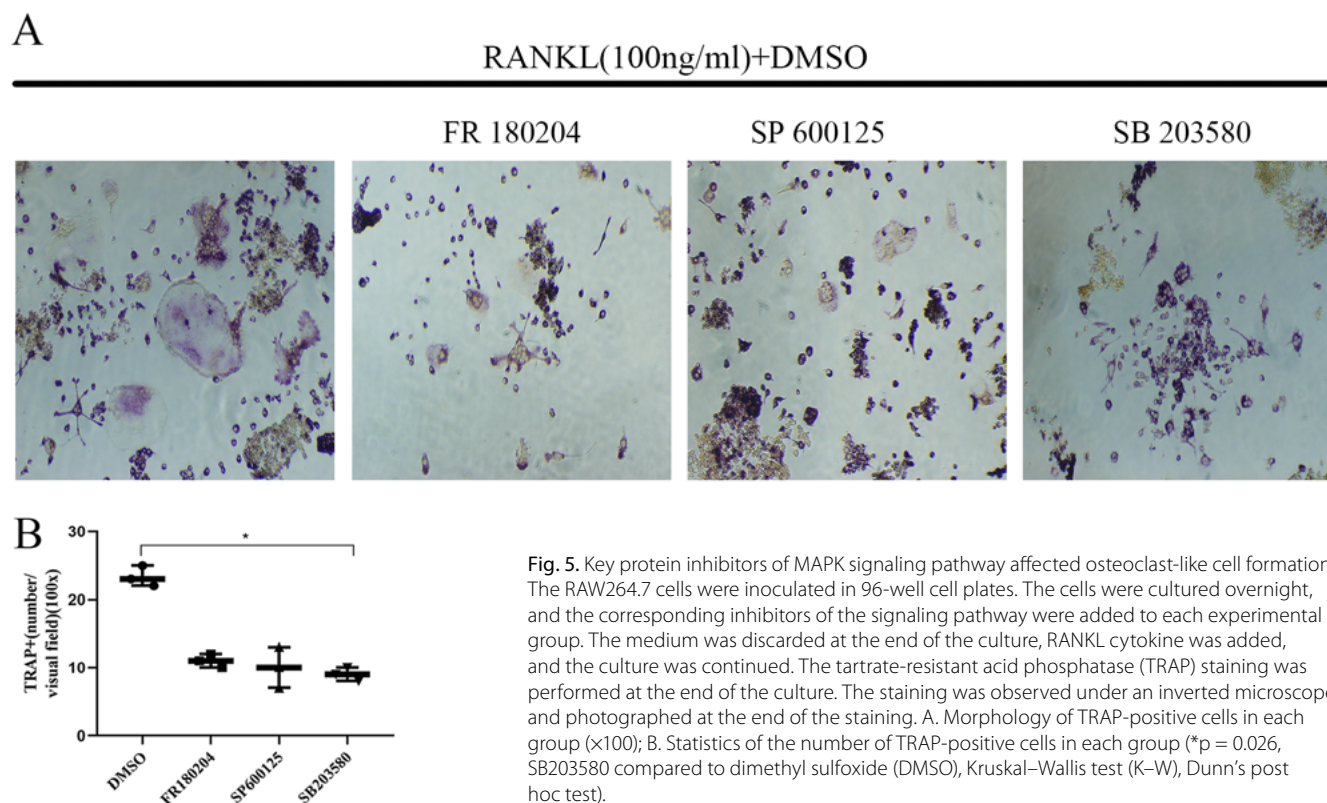 A
RANKL(100ng/ml)+DMSO
FR 180204
SP 600125
SB 203580
B
TRAP+(number/
visual field)(100x)
30
20
10
0
*
DMSO
FR180204
SP600125
SB203580
Fig. 5. Key protein inhibitors of MAPK signaling pathway affected osteoclast-like cell formation
The RAW264.7 cells were inoculated in 96-well cell plates. The cells were cultured overnight,
and the corresponding inhibitors of the signaling pathway were added to each experimental
group. The medium was discarded at the end of the culture, RANKL cytokine was added,
and the culture was continued. The tartrate-resistant acid phosphatase (TRAP) staining was
performed at the end of the culture. The staining was observed under an inverted microscope
and photographed at the end of the staining. A. Morphology of TRAP-positive cells in each
group (×100); B. Statistics of the number of TRAP-positive cells in each group (*p = 0.026,
SB203580 compared to dimethyl sulfoxide (DMSO), Kruskal–Wallis test (K–W), Dunn's post
hoc test).